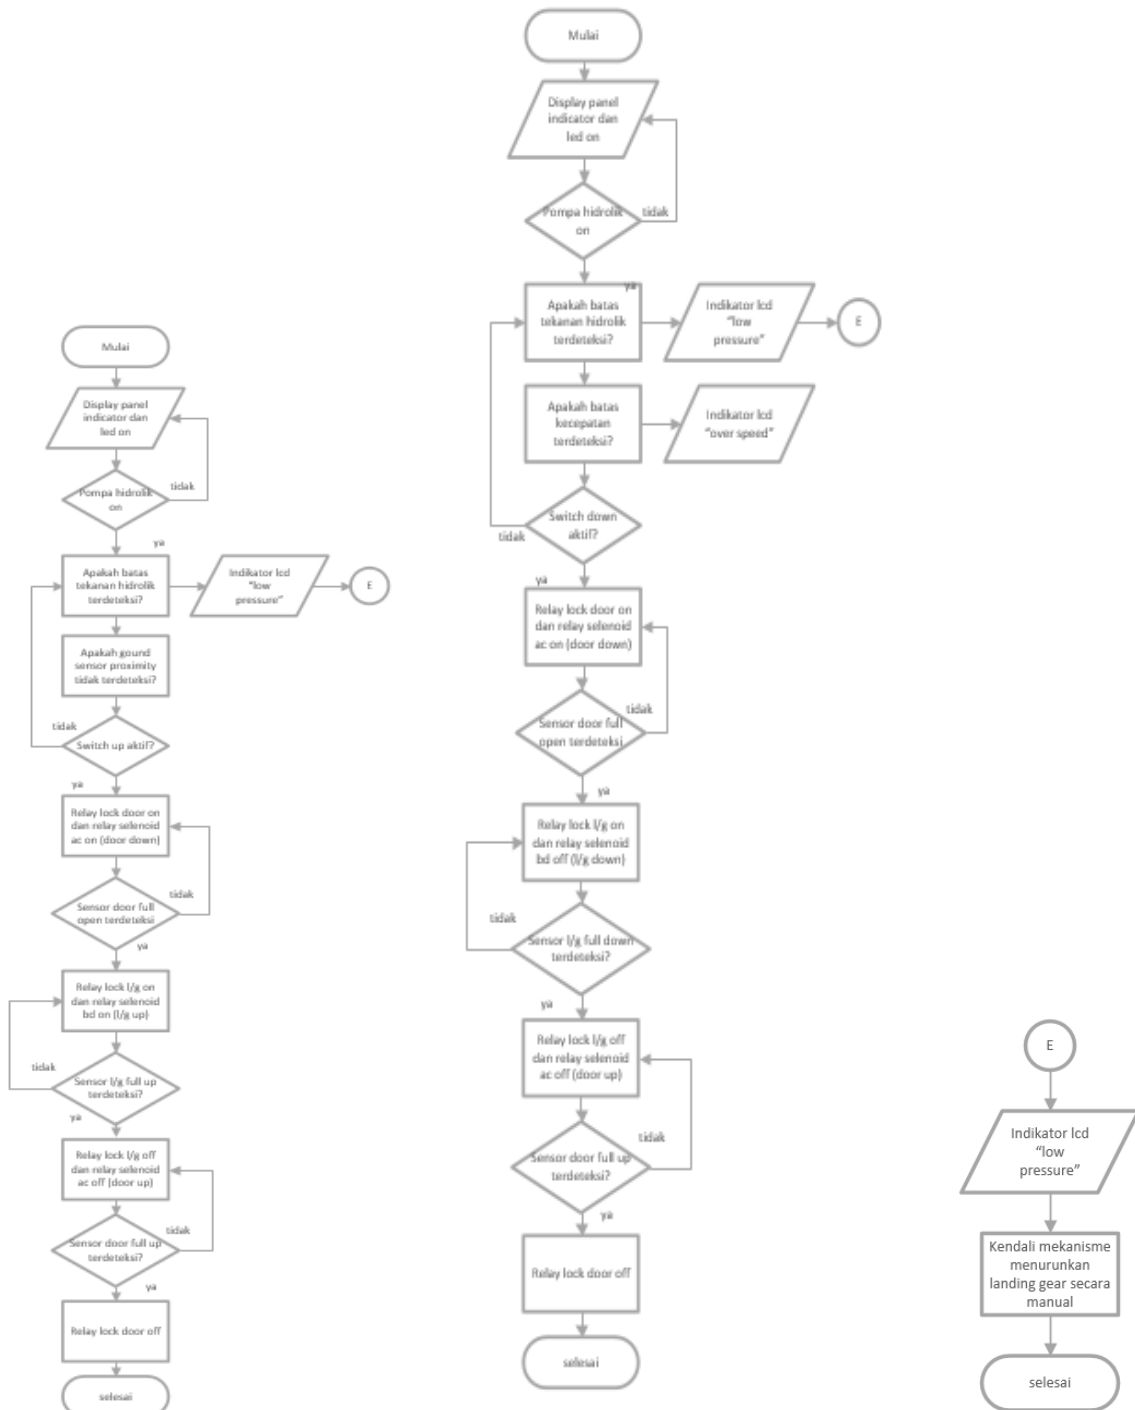 Mulai
Display panel
indicator dan
led on
tidak
Pompa hidrolik
on
ya
Apakah batas
tekanan hidrolik
terdeteksi?
Indikator lcd
"low
pressure"
E
Apakah gound
sensor proximity
tidak terdeteksi?
tidak
Switch up aktif?
ya
Relay lock door on
dan relay selenoid
ac on (door down)
tidak
Sensor door full
open terdeteksi
ya
Relay lock l/g on
dan relay selenoid
bd on (l/g up)
tidak
Sensor l/g full up
terdeteksi?
ya
Relay lock l/g off
dan relay selenoid
ac off (door up)
tidak
Sensor door full up
terdeteksi?
ya
Relay lock door off
selesai
Mulai
Display panel
indicator dan
led on
Pompa hidrolik
on
tidak
ya
Apakah batas
tekanan hidrolik
terdeteksi?
Indikator lcd
"low
pressure"
E
Apakah batas
kecepatan
terdeteksi?
Indikator lcd
"over speed"
Switch down
aktif?
tidak
ya
Relay lock door on
dan relay selenoid
ac on (door down)
tidak
Sensor door full
open terdeteksi
ya
Relay lock l/g on
dan relay selenoid
bd off (l/g down)
tidak
Sensor l/g full down
terdeteksi?
ya
Relay lock l/g off
dan relay selenoid
ac off (door up)
tidak
Sensor door full up
terdeteksi?
ya
Relay lock door off
selesai
E
Indikator lcd
"low
pressure"
Kendali mekanisme
menurunkan
landing gear secara
manual
selesai